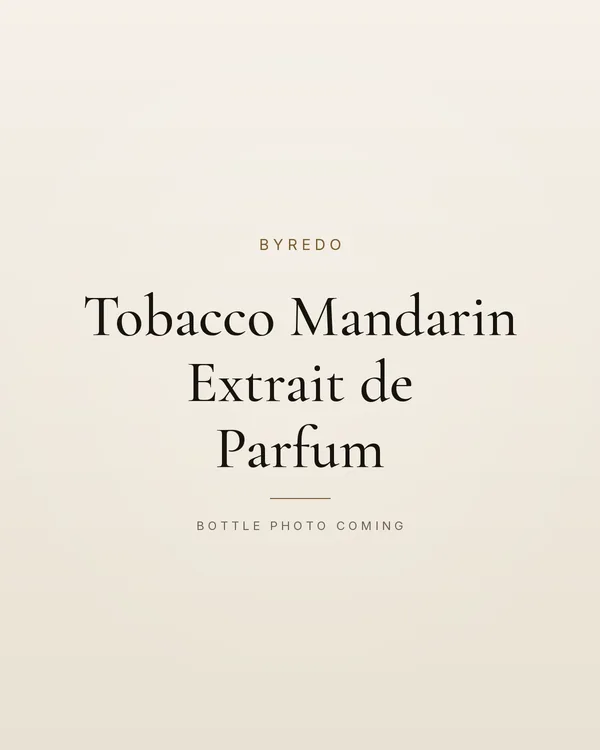 BYREDO
Tobacco Mandarin
Extrait de
Parfum
BOTTLE PHOTO COMING